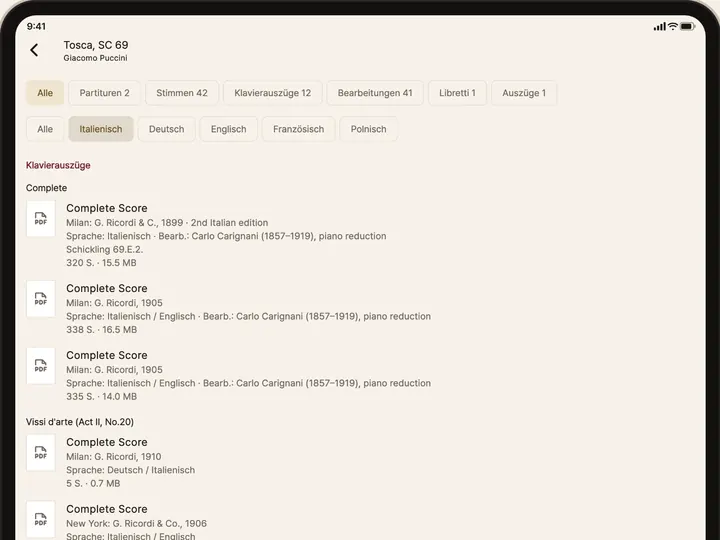 9:41
Tosca, SC 69
Giacomo Puccini
Alle
Partituren 2
Stimmen 42
Klavierauszüge 12
Bearbeitungen 41
Libretti 1
Auszüge 1
Alle
Italienisch
Deutsch
Englisch
Französisch
Polnisch
Klavierauszüge
Complete
Complete Score
Milan: G. Ricordi & C., 1899 · 2nd Italian edition
PDF
Sprache: Italienisch · Bearb.: Carlo Carignani (1857–1919), piano reduction
Schickling 69.E.2.
320 S. · 15.5 MB
Complete Score
Milan: G. Ricordi, 1905
PDF
Sprache: Italienisch / Englisch · Bearb.: Carlo Carignani (1857–1919), piano reduction
338 S. · 16.5 MB
Complete Score
Milan: G. Ricordi, 1905
PDF
Sprache: Italienisch / Englisch · Bearb.: Carlo Carignani (1857–1919), piano reduction
335 S. · 14.0 MB
Vissi d'arte (Act II, No.20)
Complete Score
Milan: G. Ricordi, 1910
PDF
Sprache: Deutsch / Italienisch
5 S. · 0.7 MB
Complete Score
New York: G. Ricordi & Co., 1906
PDF
Sprache: Italienisch / Englisch